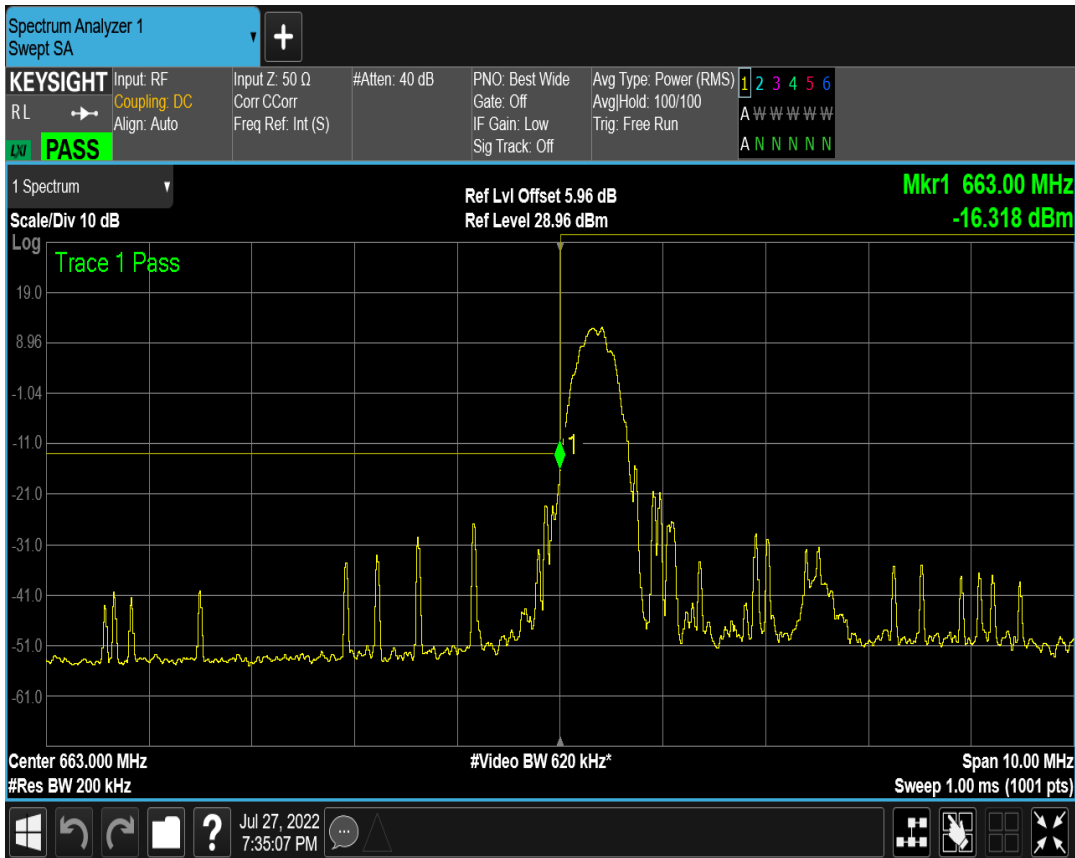 Spectrum Analyzer 1
Swept SA
+
KEYSIGHT
R L
LXI PASS
Input: RF
Coupling: DC
Align: Auto
Input Z: 50 Ω
Corr CCorr
Freq Ref: Int (S)
#Atten: 40 dB
PNO: Best Wide
Gate: Off
IF Gain: Low
Sig Track: Off
Avg Type: Power (RMS)
Avg|Hold: 100/100
Trig: Free Run
1 2 3 4 5 6
A W W W W W
A N N N N N
1 Spectrum
Scale/Div 10 dB
Ref Lvl Offset 5.96 dB
Ref Level 28.96 dBm
Mkr1 663.00 MHz
-16.318 dBm
Log
Trace 1 Pass
19.0
8.96
-1.04
-11.0
1
-21.0
-31.0
-41.0
-51.0
-61.0
Center 663.000 MHz
#Video BW 620 kHz*
Span 10.00 MHz
#Res BW 200 kHz
Sweep 1.00 ms (1001 pts)
?
Jul 27, 2022
7:35:07 PM